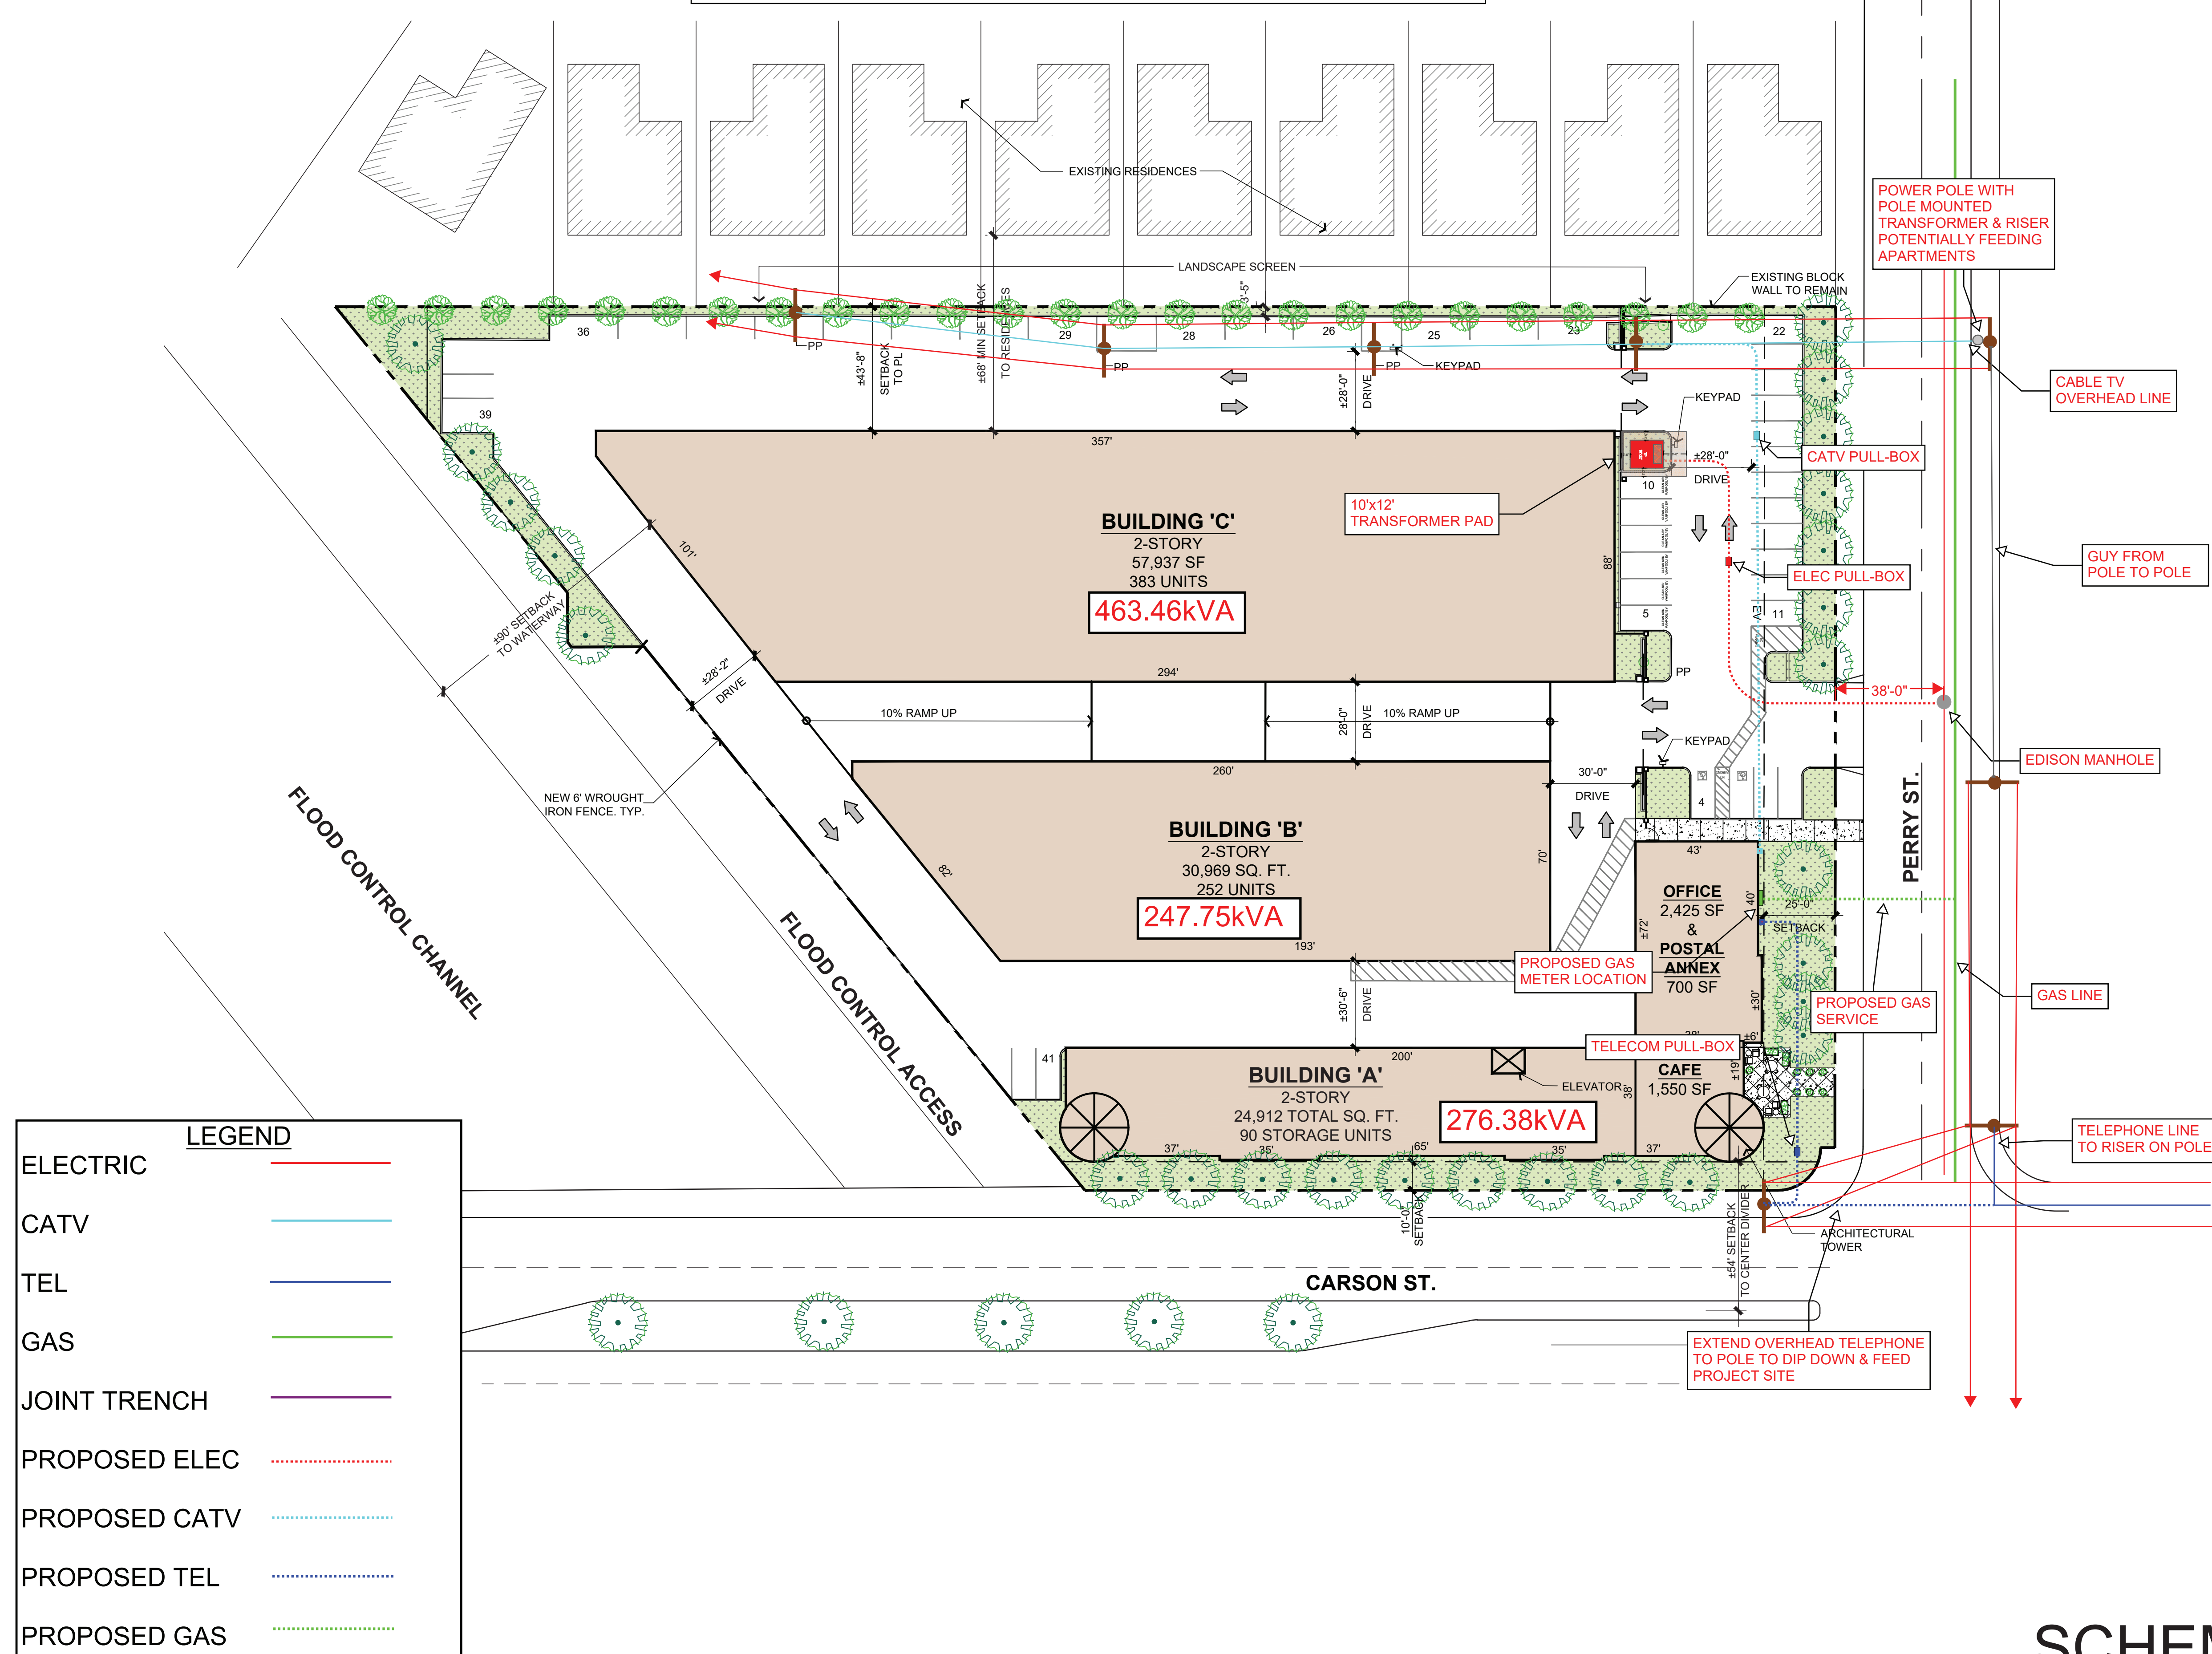 EXISTING RESIDENCES
LANDSCAPE SCREEN
EXISTING BLOCK
WALL TO REMAIN
POWER POLE WITH
POLE MOUNTED
TRANSFORMER & RISER
POTENTIALLY FEEDING
APARTMENTS
CABLE TV
OVERHEAD LINE
GUY FROM
POLE TO POLE
3'-5"
36
29
28
26
25
23
22
PP
PP
PP
KEYPAD
±43'-8"
SETBACK
TO PL
±68' MIN SETBACK
TO RESIDENCES
±28'-0"
DRIVE
39
KEYPAD
CATV PULL-BOX
±28'-0"
DRIVE
10
357'
10'x12'
TRANSFORMER PAD
BUILDING 'C'
2-STORY
57,937 SF
383 UNITS
463.46kVA
101'
88'
294'
ELEC PULL-BOX
5
EV
11
PP
±90' SETBACK
TO WATERWAY
±28'-2"
DRIVE
38'-0"
10% RAMP UP
10% RAMP UP
28'-0"
DRIVE
KEYPAD
EDISON MANHOLE
NEW 6' WROUGHT
IRON FENCE. TYP.
260'
30'-0"
DRIVE
4
BUILDING 'B'
2-STORY
30,969 SQ. FT.
252 UNITS
247.75kVA
82'
70'
193'
43'
OFFICE
2,425 SF
&
POSTAL
ANNEX
700 SF
40'
±72'
±30'
25'-0"
SETBACK
PERRY ST.
FLOOD CONTROL CHANNEL
FLOOD CONTROL ACCESS
PROPOSED GAS
METER LOCATION
PROPOSED GAS
SERVICE
GAS LINE
±30'-6"
DRIVE
TELECOM PULL-BOX
38'
±6'
41
200'
BUILDING 'A'
2-STORY
24,912 TOTAL SQ. FT.
90 STORAGE UNITS
276.38kVA
ELEVATOR
38'
CAFE
1,550 SF
±19'
37'
35'
65'
35'
37'
TELEPHONE LINE
TO RISER ON POLE
10'-0"
SETBACK
±54' SETBACK
TO CENTER DIVIDER
ARCHITECTURAL
TOWER
CARSON ST.
EXTEND OVERHEAD TELEPHONE
TO POLE TO DIP DOWN & FEED
PROJECT SITE
LEGEND
ELECTRIC
CATV
TEL
GAS
JOINT TRENCH
PROPOSED ELEC
PROPOSED CATV
PROPOSED TEL
PROPOSED GAS